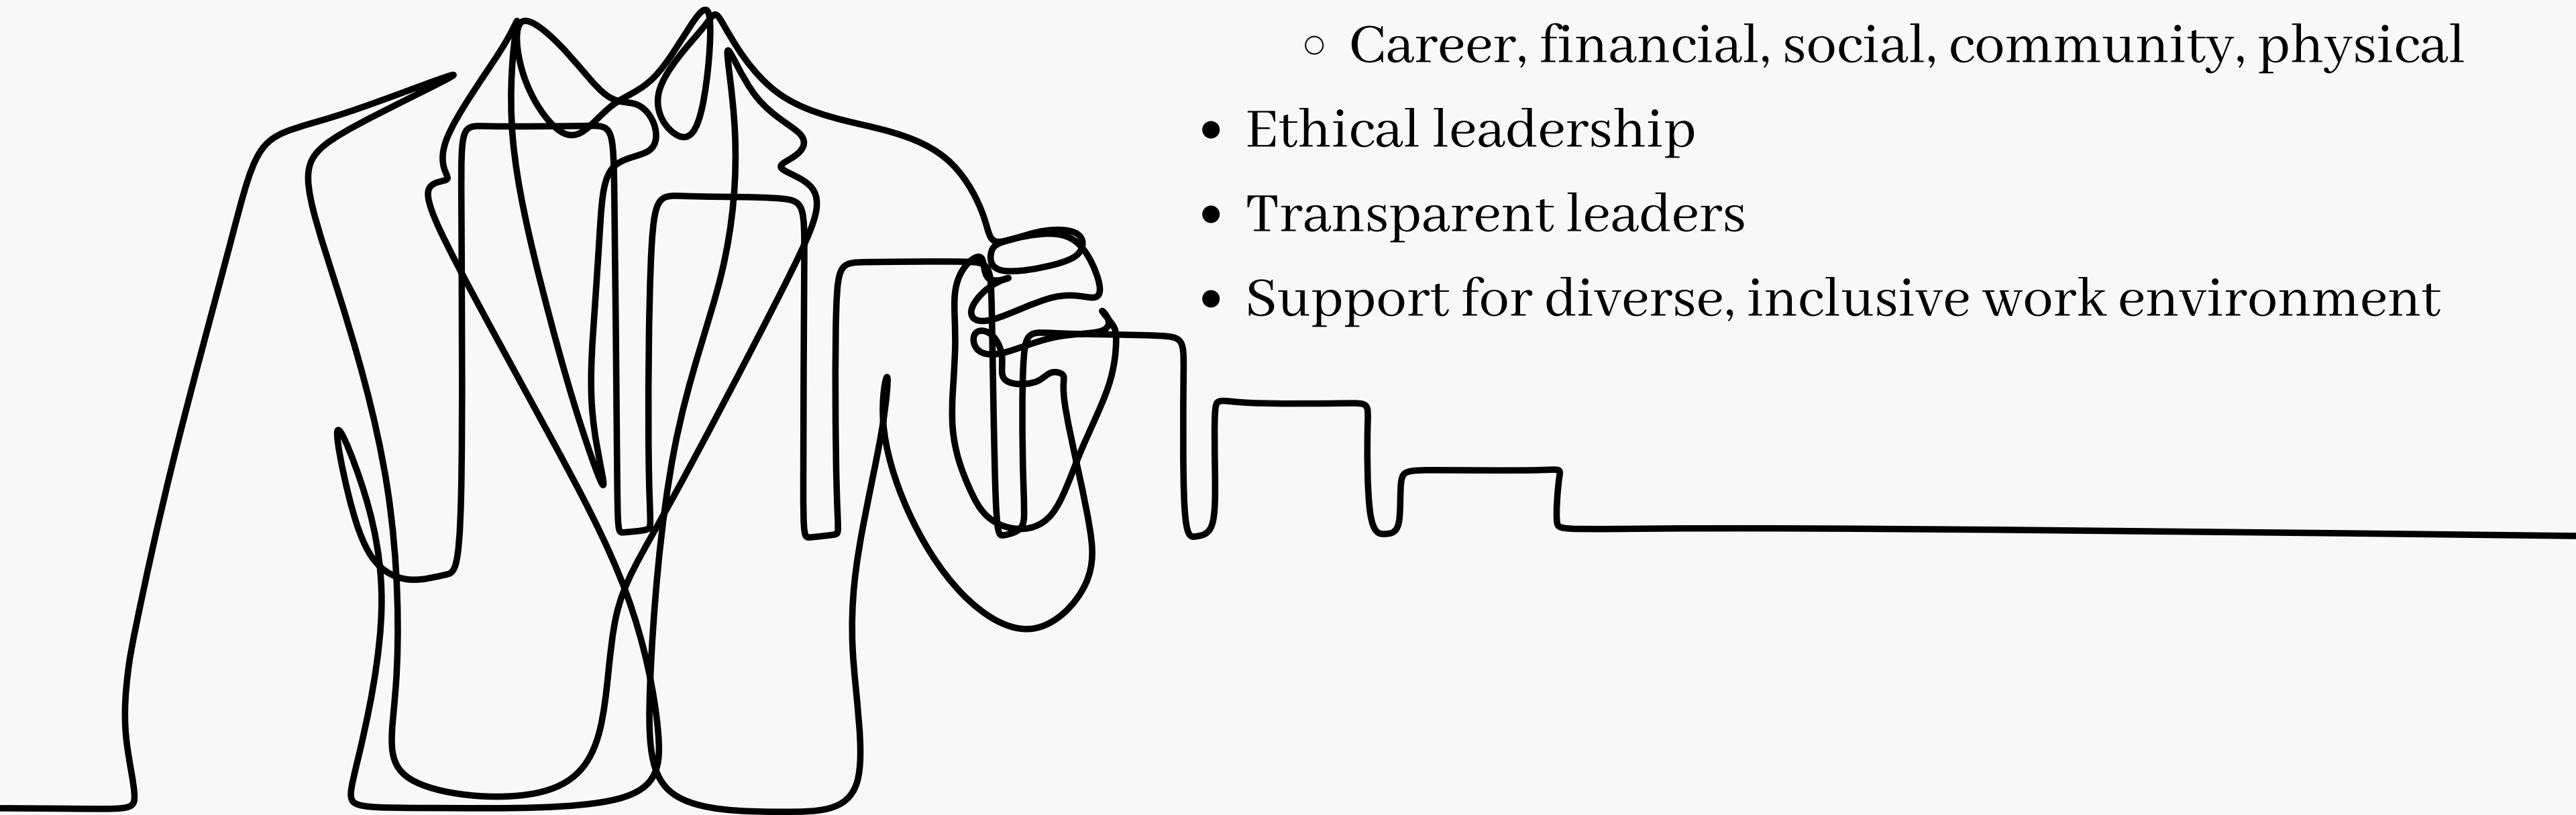 ◦ Career, financial, social, community, physical
• Ethical leadership
• Transparent leaders
• Support for diverse, inclusive work environment